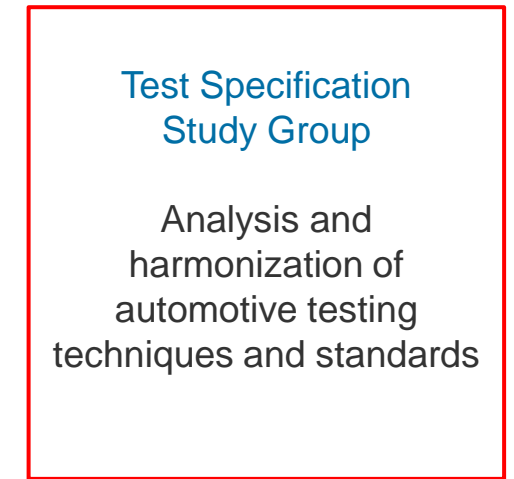 Test Specification
Study Group
Analysis and
harmonization of
automotive testing
techniques and standards